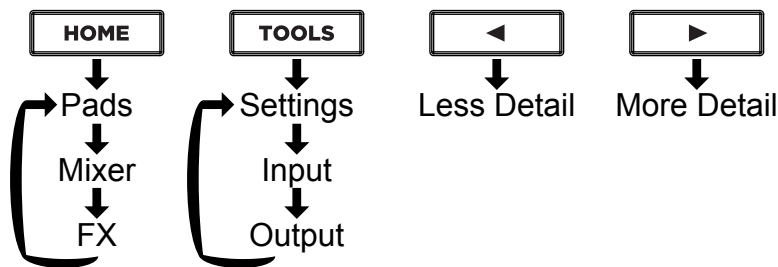 HOME
TOOLS
◄
►
Pads
Settings
Less Detail
More Detail
Mixer
Input
FX
Output